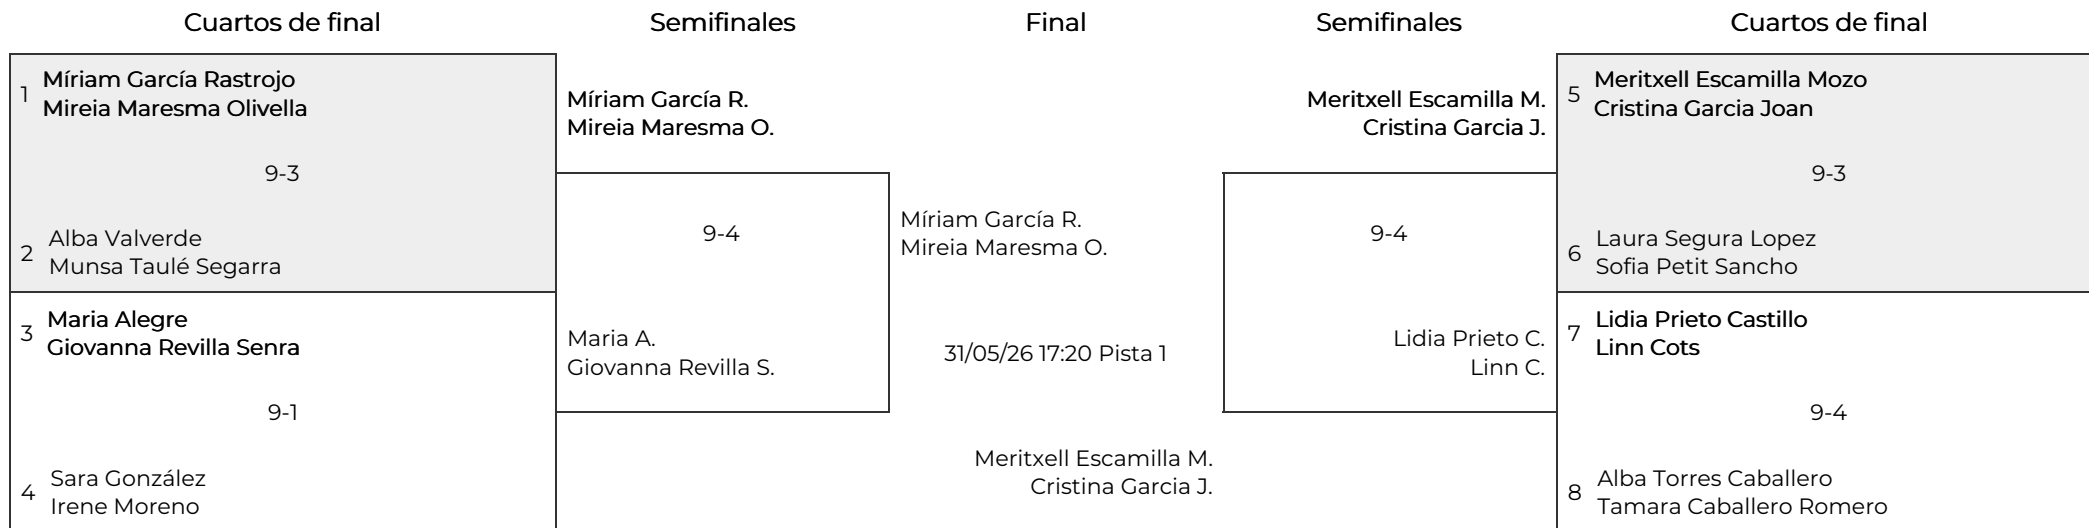 Cuartos de final
Semifinales
Final
Semifinales
Cuartos de final
1
Míriam García Rastrojo
Mireia Maresma Olivella
9-3
2
Alba Valverde
Munsa Taulé Segarra
3
Maria Alegre
Giovanna Revilla Senra
9-1
4
Sara González
Irene Moreno
Míriam García R.
Mireia Maresma O.
9-4
Maria A.
Giovanna Revilla S.
Míriam García R.
Mireia Maresma O.
31/05/26 17:20 Pista 1
Meritxell Escamilla M.
Cristina Garcia J.
Meritxell Escamilla M.
Cristina Garcia J.
9-4
Lidia Prieto C.
Linn C.
5
Meritxell Escamilla Mozo
Cristina Garcia Joan
9-3
6
Laura Segura Lopez
Sofia Petit Sancho
7
Lidia Prieto Castillo
Linn Cots
9-4
8
Alba Torres Caballero
Tamara Caballero Romero